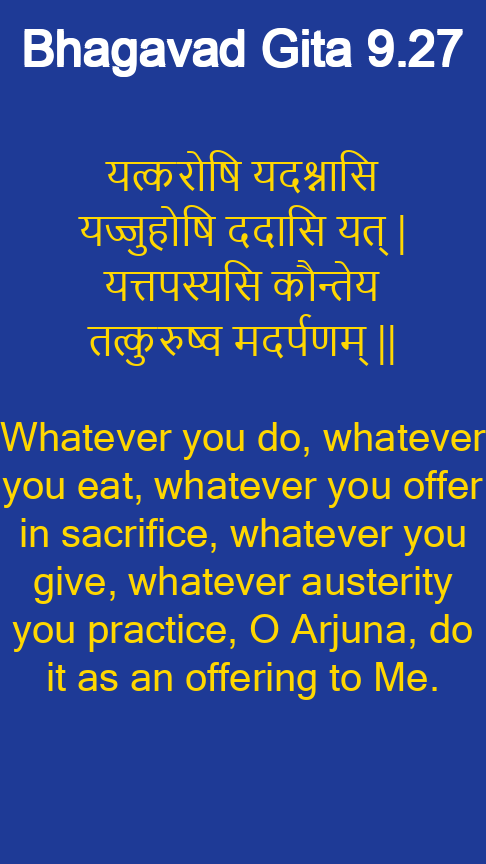 Bhagavad Gita 9.27
यत्करोषि यदश्नासि
यज्जुहोषि ददासि यत् |
यत्तपस्यसि कौन्तेय
तत्कुरुष्व मदर्पणम् ||
Whatever you do, whatever
you eat, whatever you offer
in sacrifice, whatever you
give, whatever austerity
you practice, O Arjuna, do
it as an offering to Me.